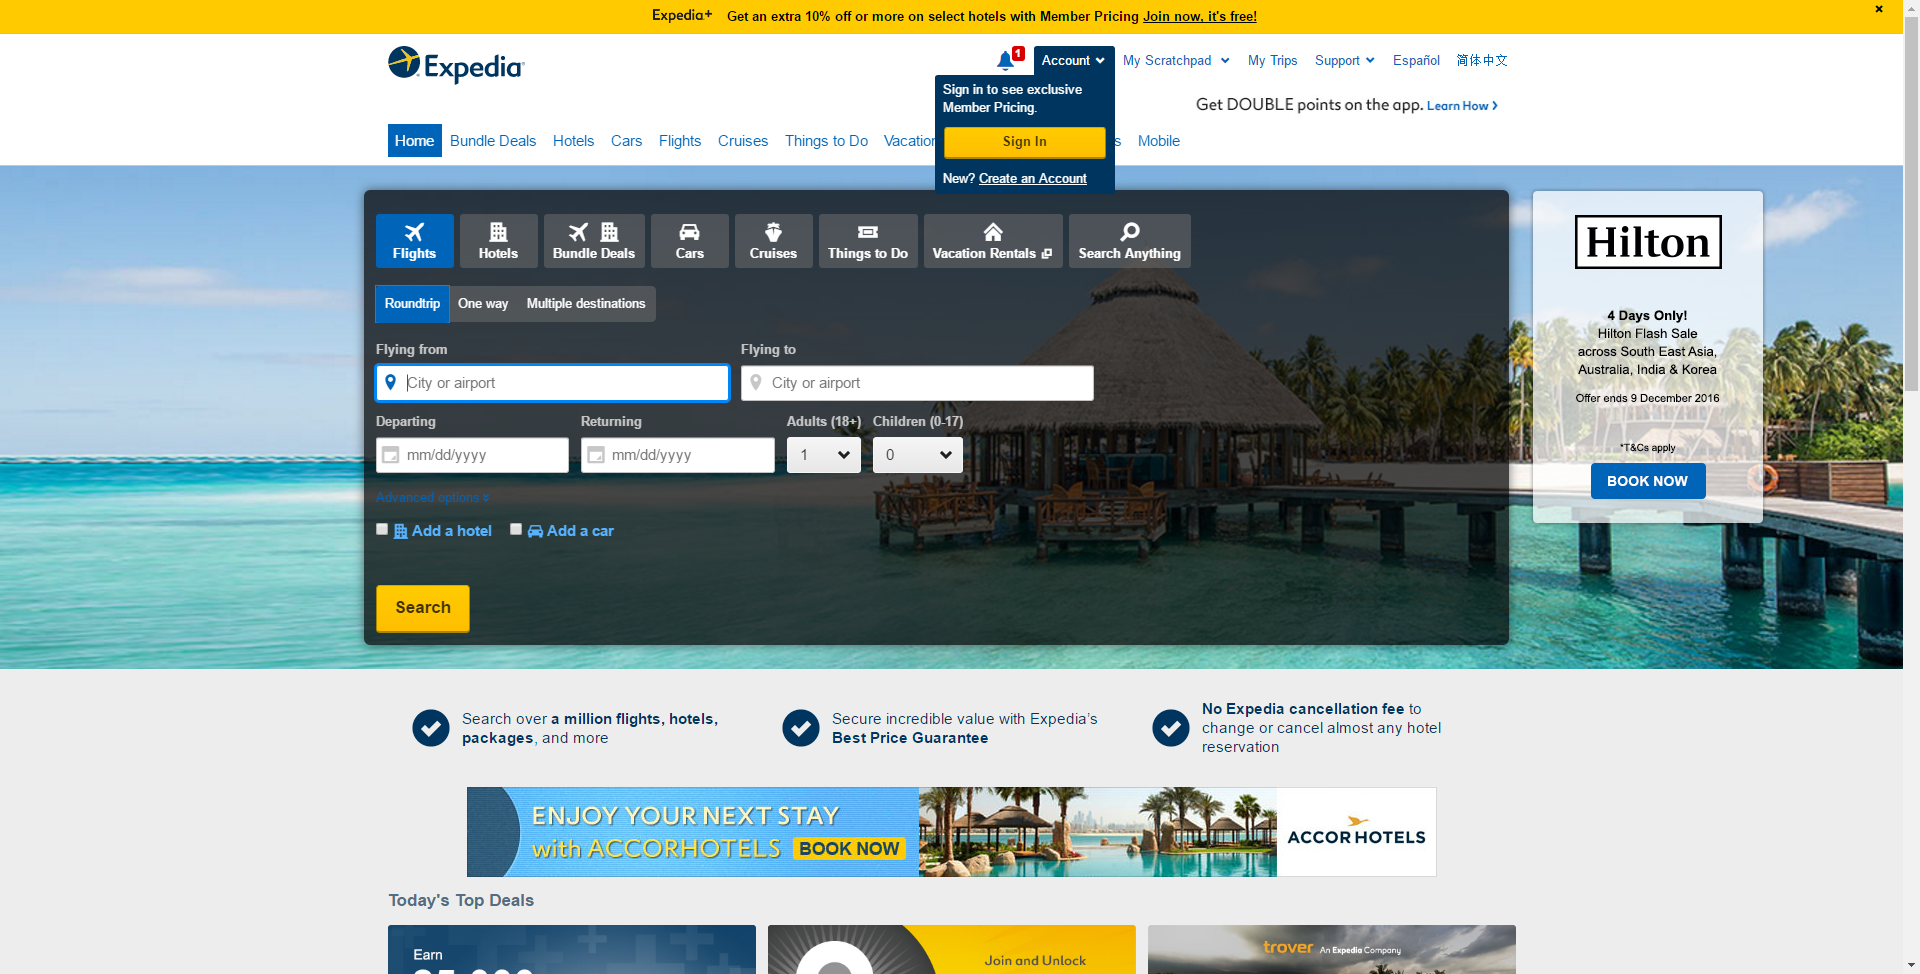 Expedia+ Get an extra 10% off or more on select hotels with Member Pricing Join now, it's free!
Expedia
1
Account
My Scratchpad
My Trips
Support
Español
简体中文
Sign in to see exclusive
Member Pricing.
Sign In
New? Create an Account
Get DOUBLE points on the app. Learn How
Home
Bundle Deals
Hotels
Cars
Flights
Cruises
Things to Do
Mobile
Flights
Hotels
Bundle Deals
Cars
Cruises
Things to Do
Vacation Rentals
Search Anything
Roundtrip
One way
Multiple destinations
Flying from
Flying to
City or airport
City or airport
Departing
Returning
Adults (18+)
Children (0-17)
mm/dd/yyyy
mm/dd/yyyy
1
0
Advanced options
Add a hotel
Add a car
Search
Hilton
4 Days Only!
Hilton Flash Sale
across South East Asia,
Australia, India & Korea
Offer ends 9 December 2016
*T&Cs apply
BOOK NOW
Search over a million flights, hotels,
packages, and more
Secure incredible value with Expedia’s
Best Price Guarantee
No Expedia cancellation fee to
change or cancel almost any hotel
reservation
ENJOY YOUR NEXT STAY
with ACCORHOTELS BOOK NOW
ACCORHOTELS
Today's Top Deals
Earn
Join and Unlock
trover An Expedia Company